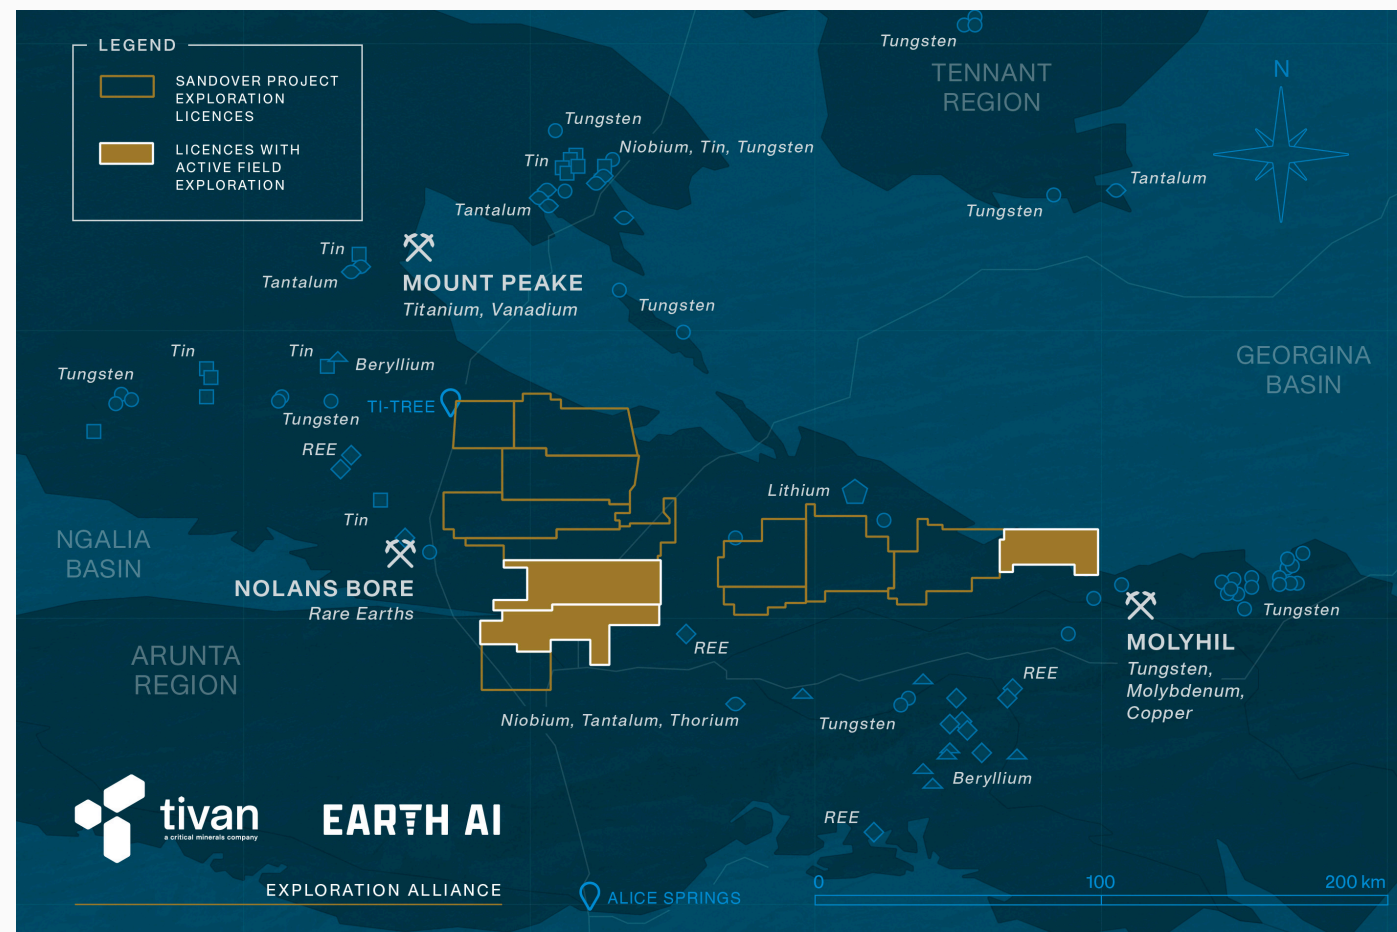 LEGEND
SANDOVER PROJECT
EXPLORATION
LICENCES
LICENCES WITH
ACTIVE FIELD
EXPLORATION
Tungsten
TENNANT
REGION
N
Tungsten
Niobium, Tin, Tungsten
Tin
Tantalum
Tantalum
Tungsten
Tin
Tantalum
MOUNT PEAKE
Titanium, Vanadium
Tungsten
Tin
Tin
Beryllium
Tungsten
GEORGINA
BASIN
TI-TREE
Tungsten
REE
Lithium
Tin
NGALIA
BASIN
NOLANS BORE
Rare Earths
Tungsten
MOLYHIL
Tungsten,
Molybdenum,
Copper
REE
ARUNTA
REGION
REE
Niobium, Tantalum, Thorium
Tungsten
Beryllium
REE
tivan
a critical minerals company
EARTH AI
EXPLORATION ALLIANCE
ALICE SPRINGS
0 100 200 km